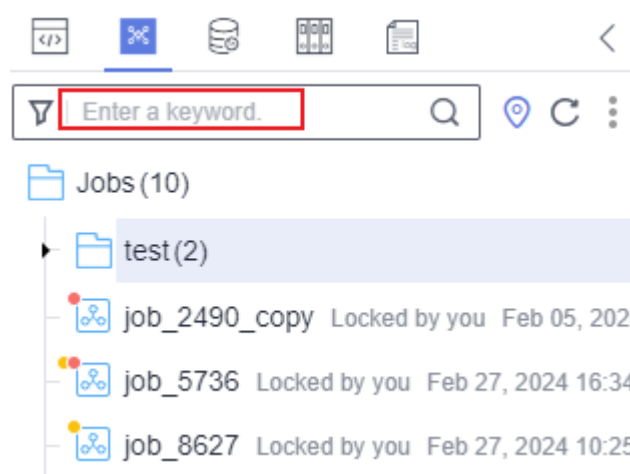 Enter a keyword.
Jobs (10)
test (2)
job_2490_copy Locked by you Feb 05, 202
job_5736 Locked by you Feb 27, 2024 16:34
job_8627 Locked by you Feb 27, 2024 10:25